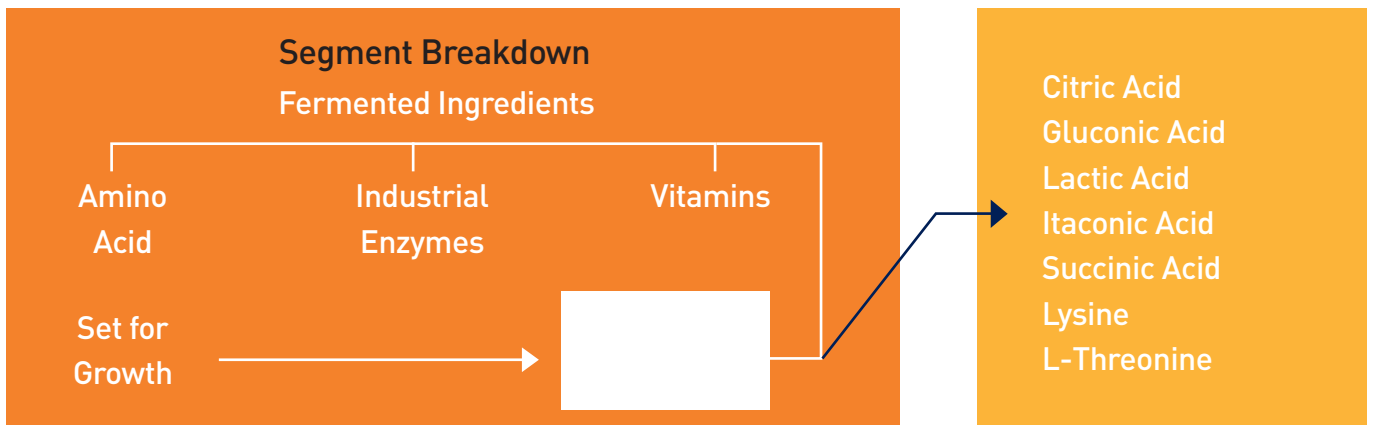 Segment Breakdown
Fermented Ingredients
Amino
Acid
Industrial
Enzymes
Vitamins
Set for
Growth
Citric Acid
Gluconic Acid
Lactic Acid
Itaconic Acid
Succinic Acid
Lysine
L-Threonine